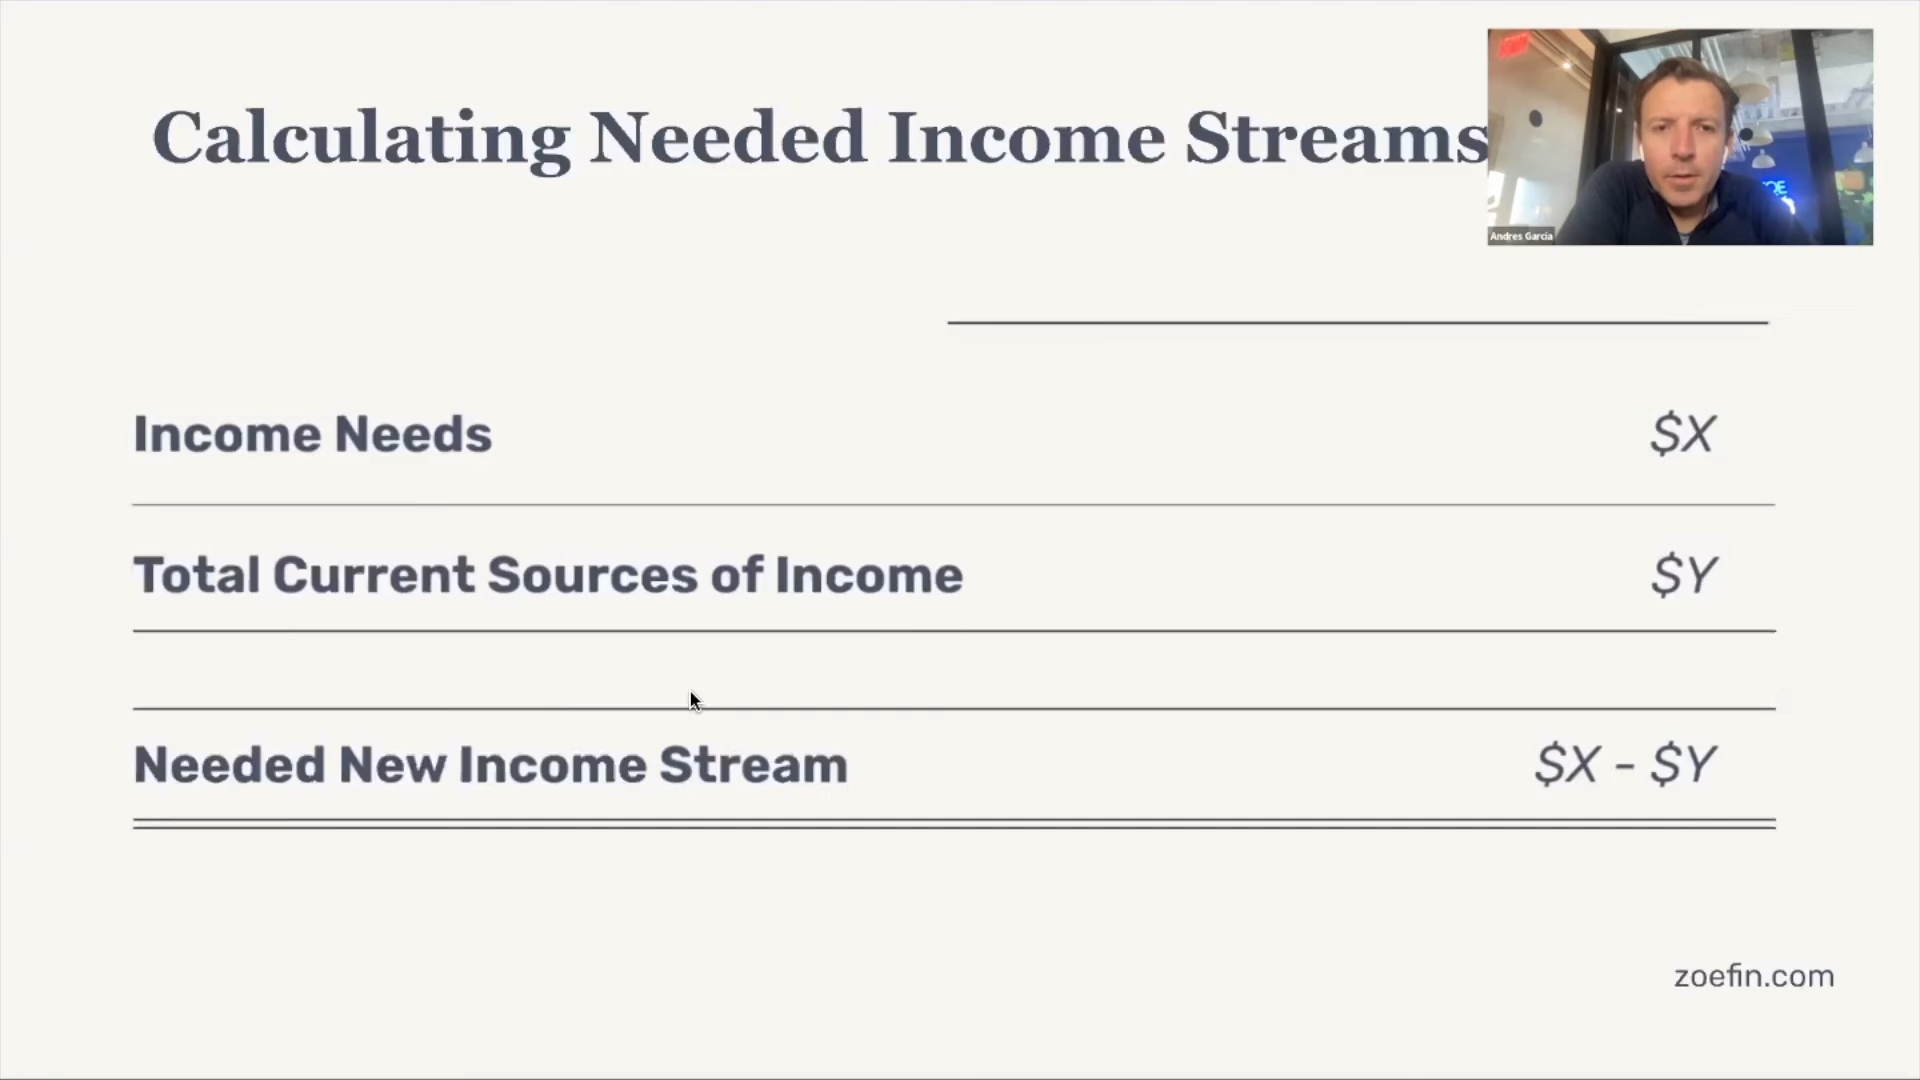 Calculating Needed Income Streams
Andres Garcia
Income Needs $X
Total Current Sources of Income $Y
Needed New Income Stream $X - $Y
zoefin.com